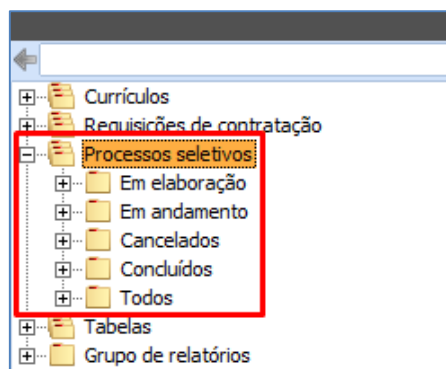 Currículos
Requisições de contratação
Processos seletivos
Em elaboração
Em andamento
Cancelados
Concluídos
Todos
Tabelas
Grupo de relatórios